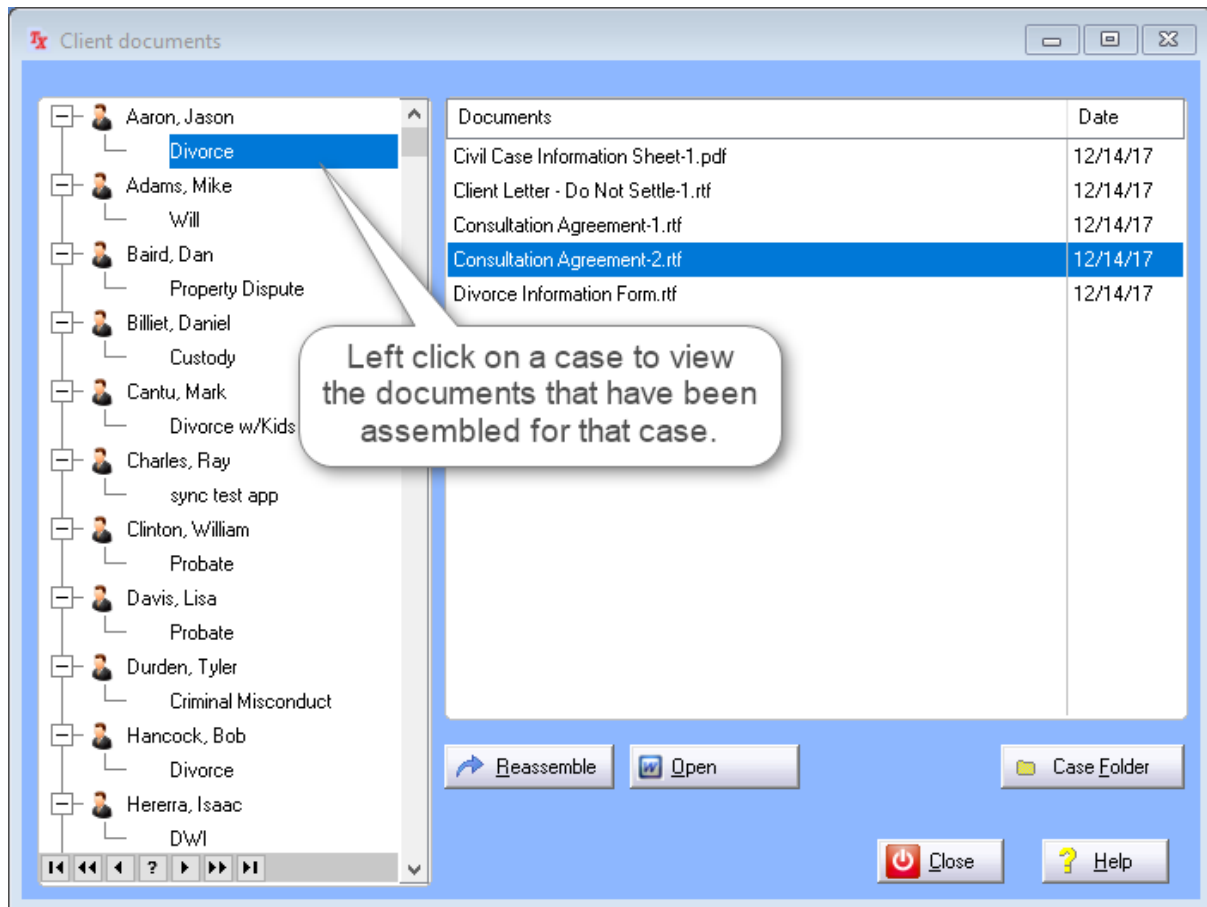 TX Client documents
Aaron, Jason
Divorce
Adams, Mike
Will
Baird, Dan
Property Dispute
Billiet, Daniel
Custody
Cantu, Mark
Divorce w/Kids
Charles, Ray
sync test app
Clinton, William
Probate
Davis, Lisa
Probate
Durden, Tyler
Criminal Misconduct
Hancock, Bob
Divorce
Hererra, Isaac
DWI
?
Documents Date
Civil Case Information Sheet-1.pdf 12/14/17
Client Letter - Do Not Settle-1.rtf 12/14/17
Consultation Agreement-1.rtf 12/14/17
Consultation Agreement-2.rtf 12/14/17
Divorce Information Form.rtf 12/14/17
Left click on a case to view
the documents that have been
assembled for that case.
Reassemble W Open Case Folder
Close ? Help